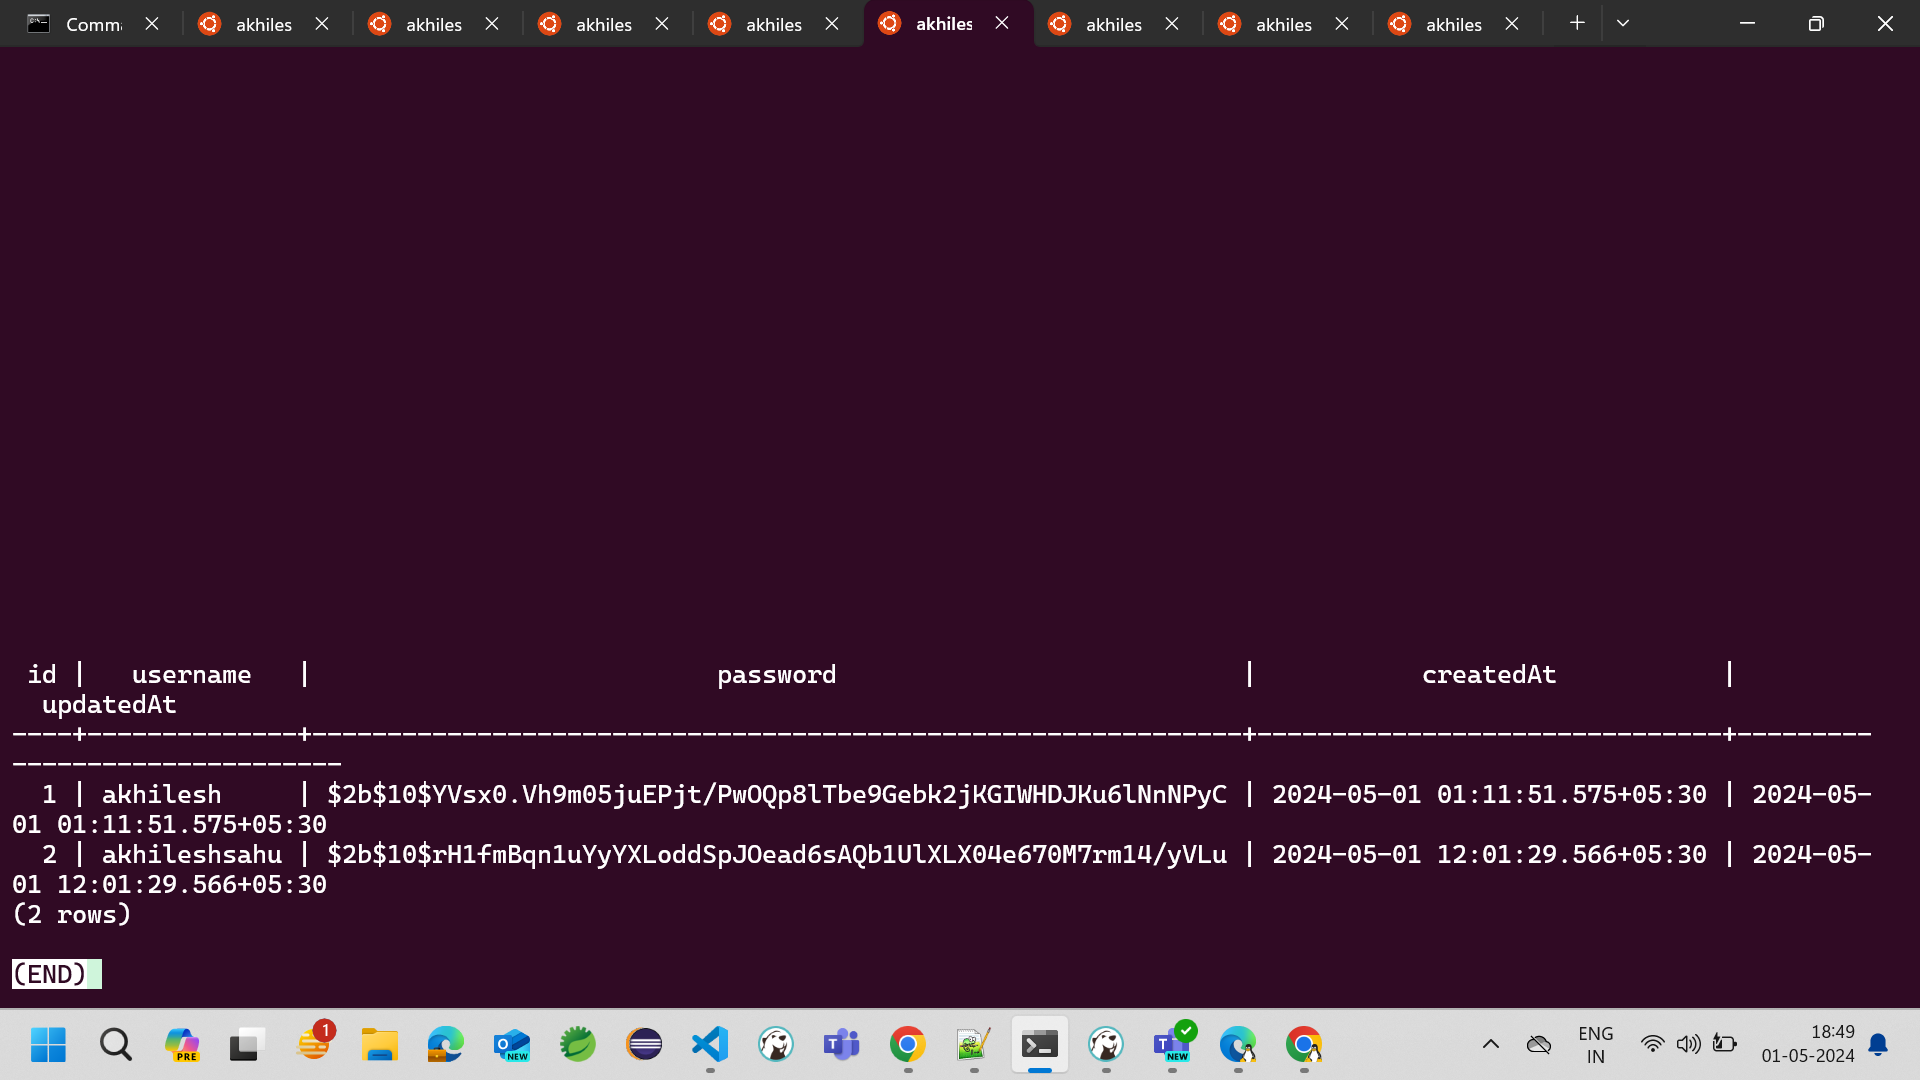 Comma
akhiles
akhiles
akhiles
akhiles
akhiles
akhiles
akhiles
akhiles
id | username | password | createdAt |
updatedAt
----+--------------+--------------------------------------------------------------+-------------------------------+---------
----------------------
1 | akhilesh | $2b$10$YVsx0.Vh9m05juEPjt/PwOQp8lTbe9Gebk2jKGIWHDJKu6lNnNPyC | 2024-05-01 01:11:51.575+05:30 | 2024-05-
01 01:11:51.575+05:30
2 | akhileshsahu | $2b$10$rH1fmBqn1uYyYXLoddSpJOead6sAQb1UlXLX04e670M7rm14/yVLu | 2024-05-01 12:01:29.566+05:30 | 2024-05-
01 12:01:29.566+05:30
(2 rows)
(END)
PRE
1
NEW
NEW
ENG
IN
18:49
01-05-2024